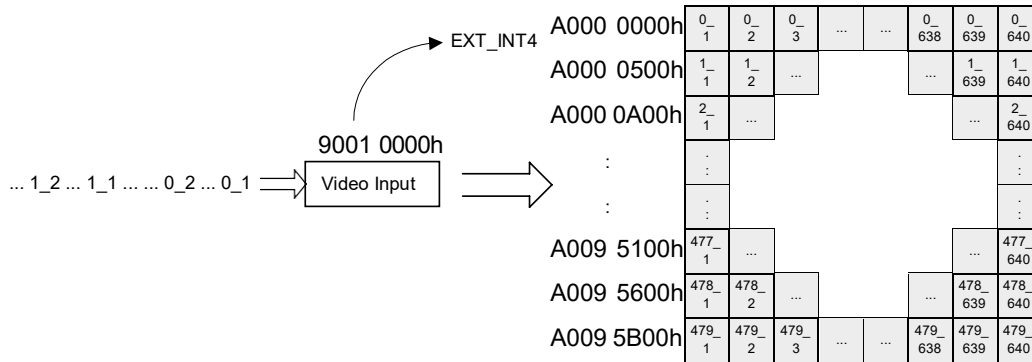 EXT_INT4
9001 0000h
... 1_2 ... 1_1 ... ... 0_2 ... 0_1
Video Input
A000 0000h 0_1 0_2 0_3 ... ... 0_638 0_639 0_640
A000 0500h 1_1 1_2 ... ... 1_639 1_640
A000 0A00h 2_1 ... ... 2_640
: : : :
: : : :
A009 5100h 477_1 ... ... 477_640
A009 5600h 478_1 478_2 ... ... 478_639 478_640
A009 5B00h 479_1 479_2 479_3 ... ... 479_638 479_639 479_640